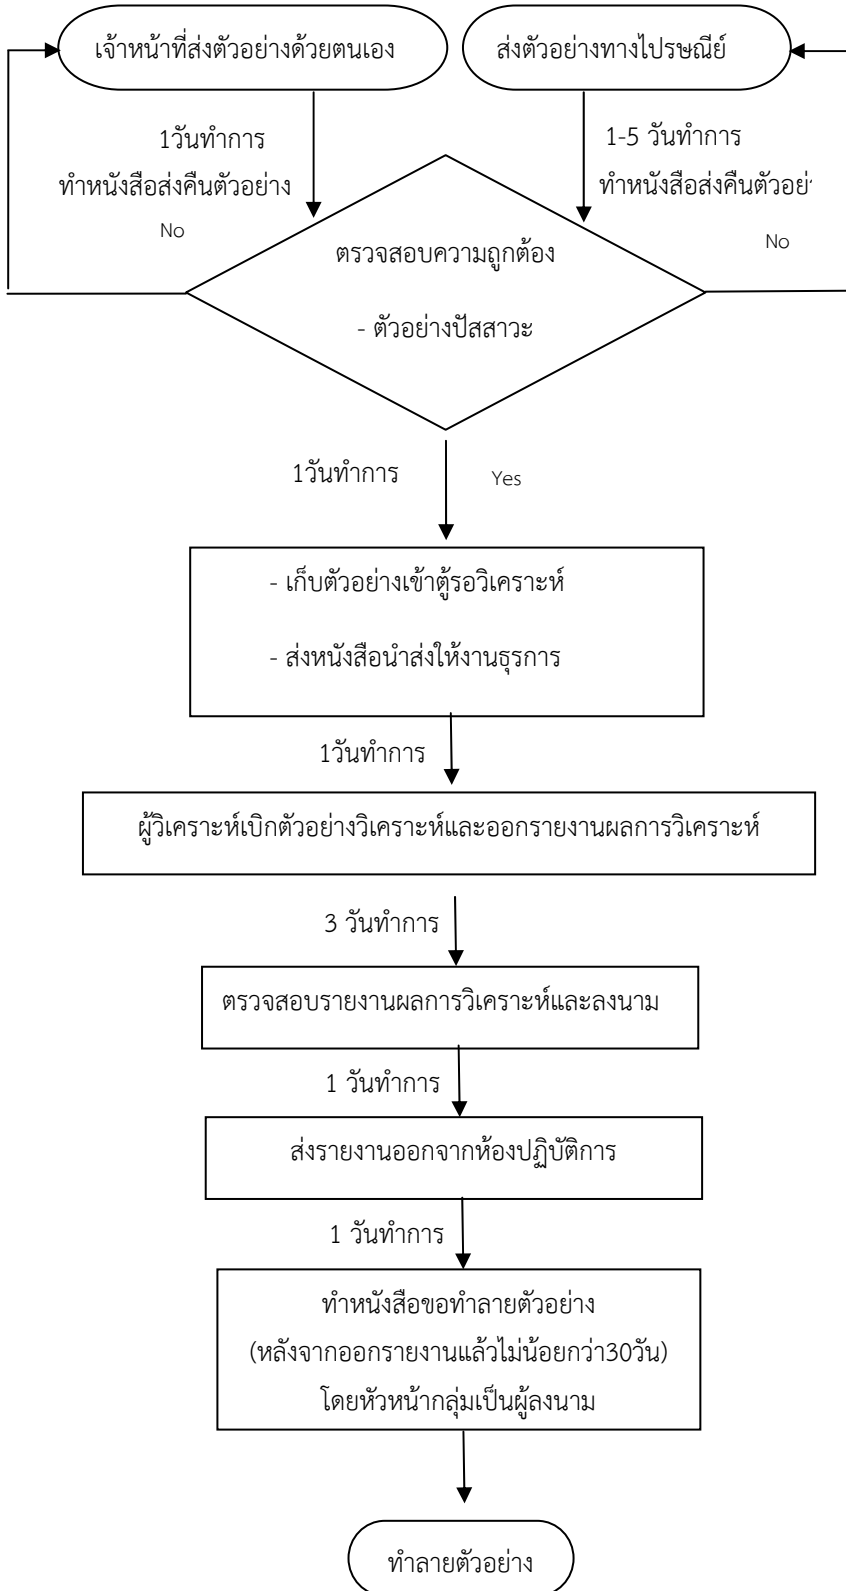 เจ้าหน้าที่ส่งตัวอย่างด้วยตนเอง
ส่งตัวอย่างทางไปรษณีย์
1วันทำการ
ทำหนังสือส่งคืนตัวอย่าง
No
1-5 วันทำการ
ทำหนังสือส่งคืนตัวอย่
No
ตรวจสอบความถูกต้อง
- ตัวอย่างปัสสาวะ
1วันทำการ
Yes
- เก็บตัวอย่างเข้าตู้รอวิเคราะห์
- ส่งหนังสือนำส่งให้งานธุรการ
1วันทำการ
ผู้วิเคราะห์เบิกตัวอย่างวิเคราะห์และออกรายงานผลการวิเคราะห์
3 วันทำการ
ตรวจสอบรายงานผลการวิเคราะห์และลงนาม
1 วันทำการ
ส่งรายงานออกจากห้องปฏิบัติการ
1 วันทำการ
ทำหนังสือขอทำลายตัวอย่าง
(หลังจากออกรายงานแล้วไม่น้อยกว่า30วัน)
โดยหัวหน้ากลุ่มเป็นผู้ลงนาม
ทำลายตัวอย่าง